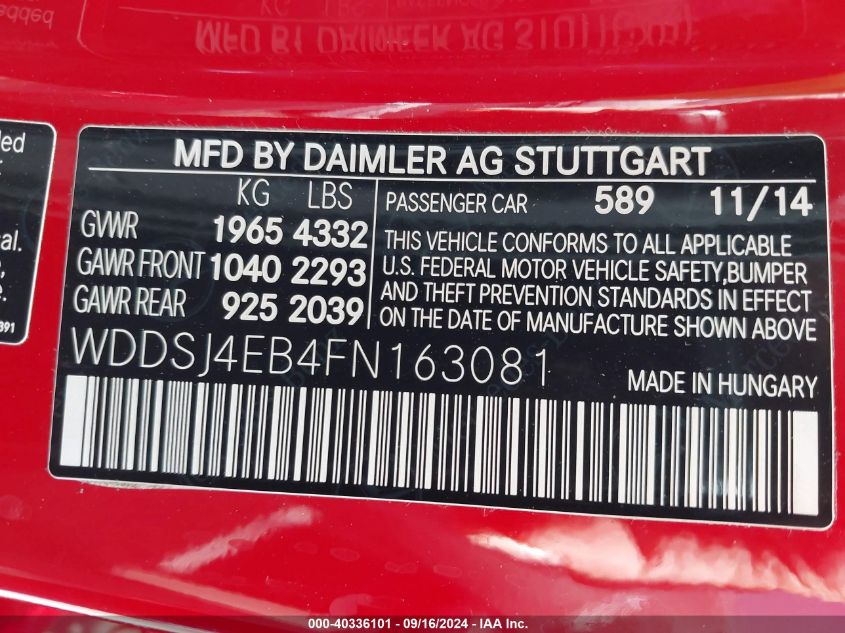 MFD BY DAIMLER AG STUTTGART
KG LBS
GVWR 1965 4332
GAWR FRONT 1040 2293
GAWR REAR 925 2039
PASSENGER CAR 589 11/14
THIS VEHICLE CONFORMS TO ALL APPLICABLE
U.S. FEDERAL MOTOR VEHICLE SAFETY, BUMPER
AND THEFT PREVENTION STANDARDS IN EFFECT
ON THE DATE OF MANUFACTURE SHOWN ABOVE
WDDSJ4EB4FN163081
MADE IN HUNGARY
000-40336101 - 09/16/2024 - IAAI.COM